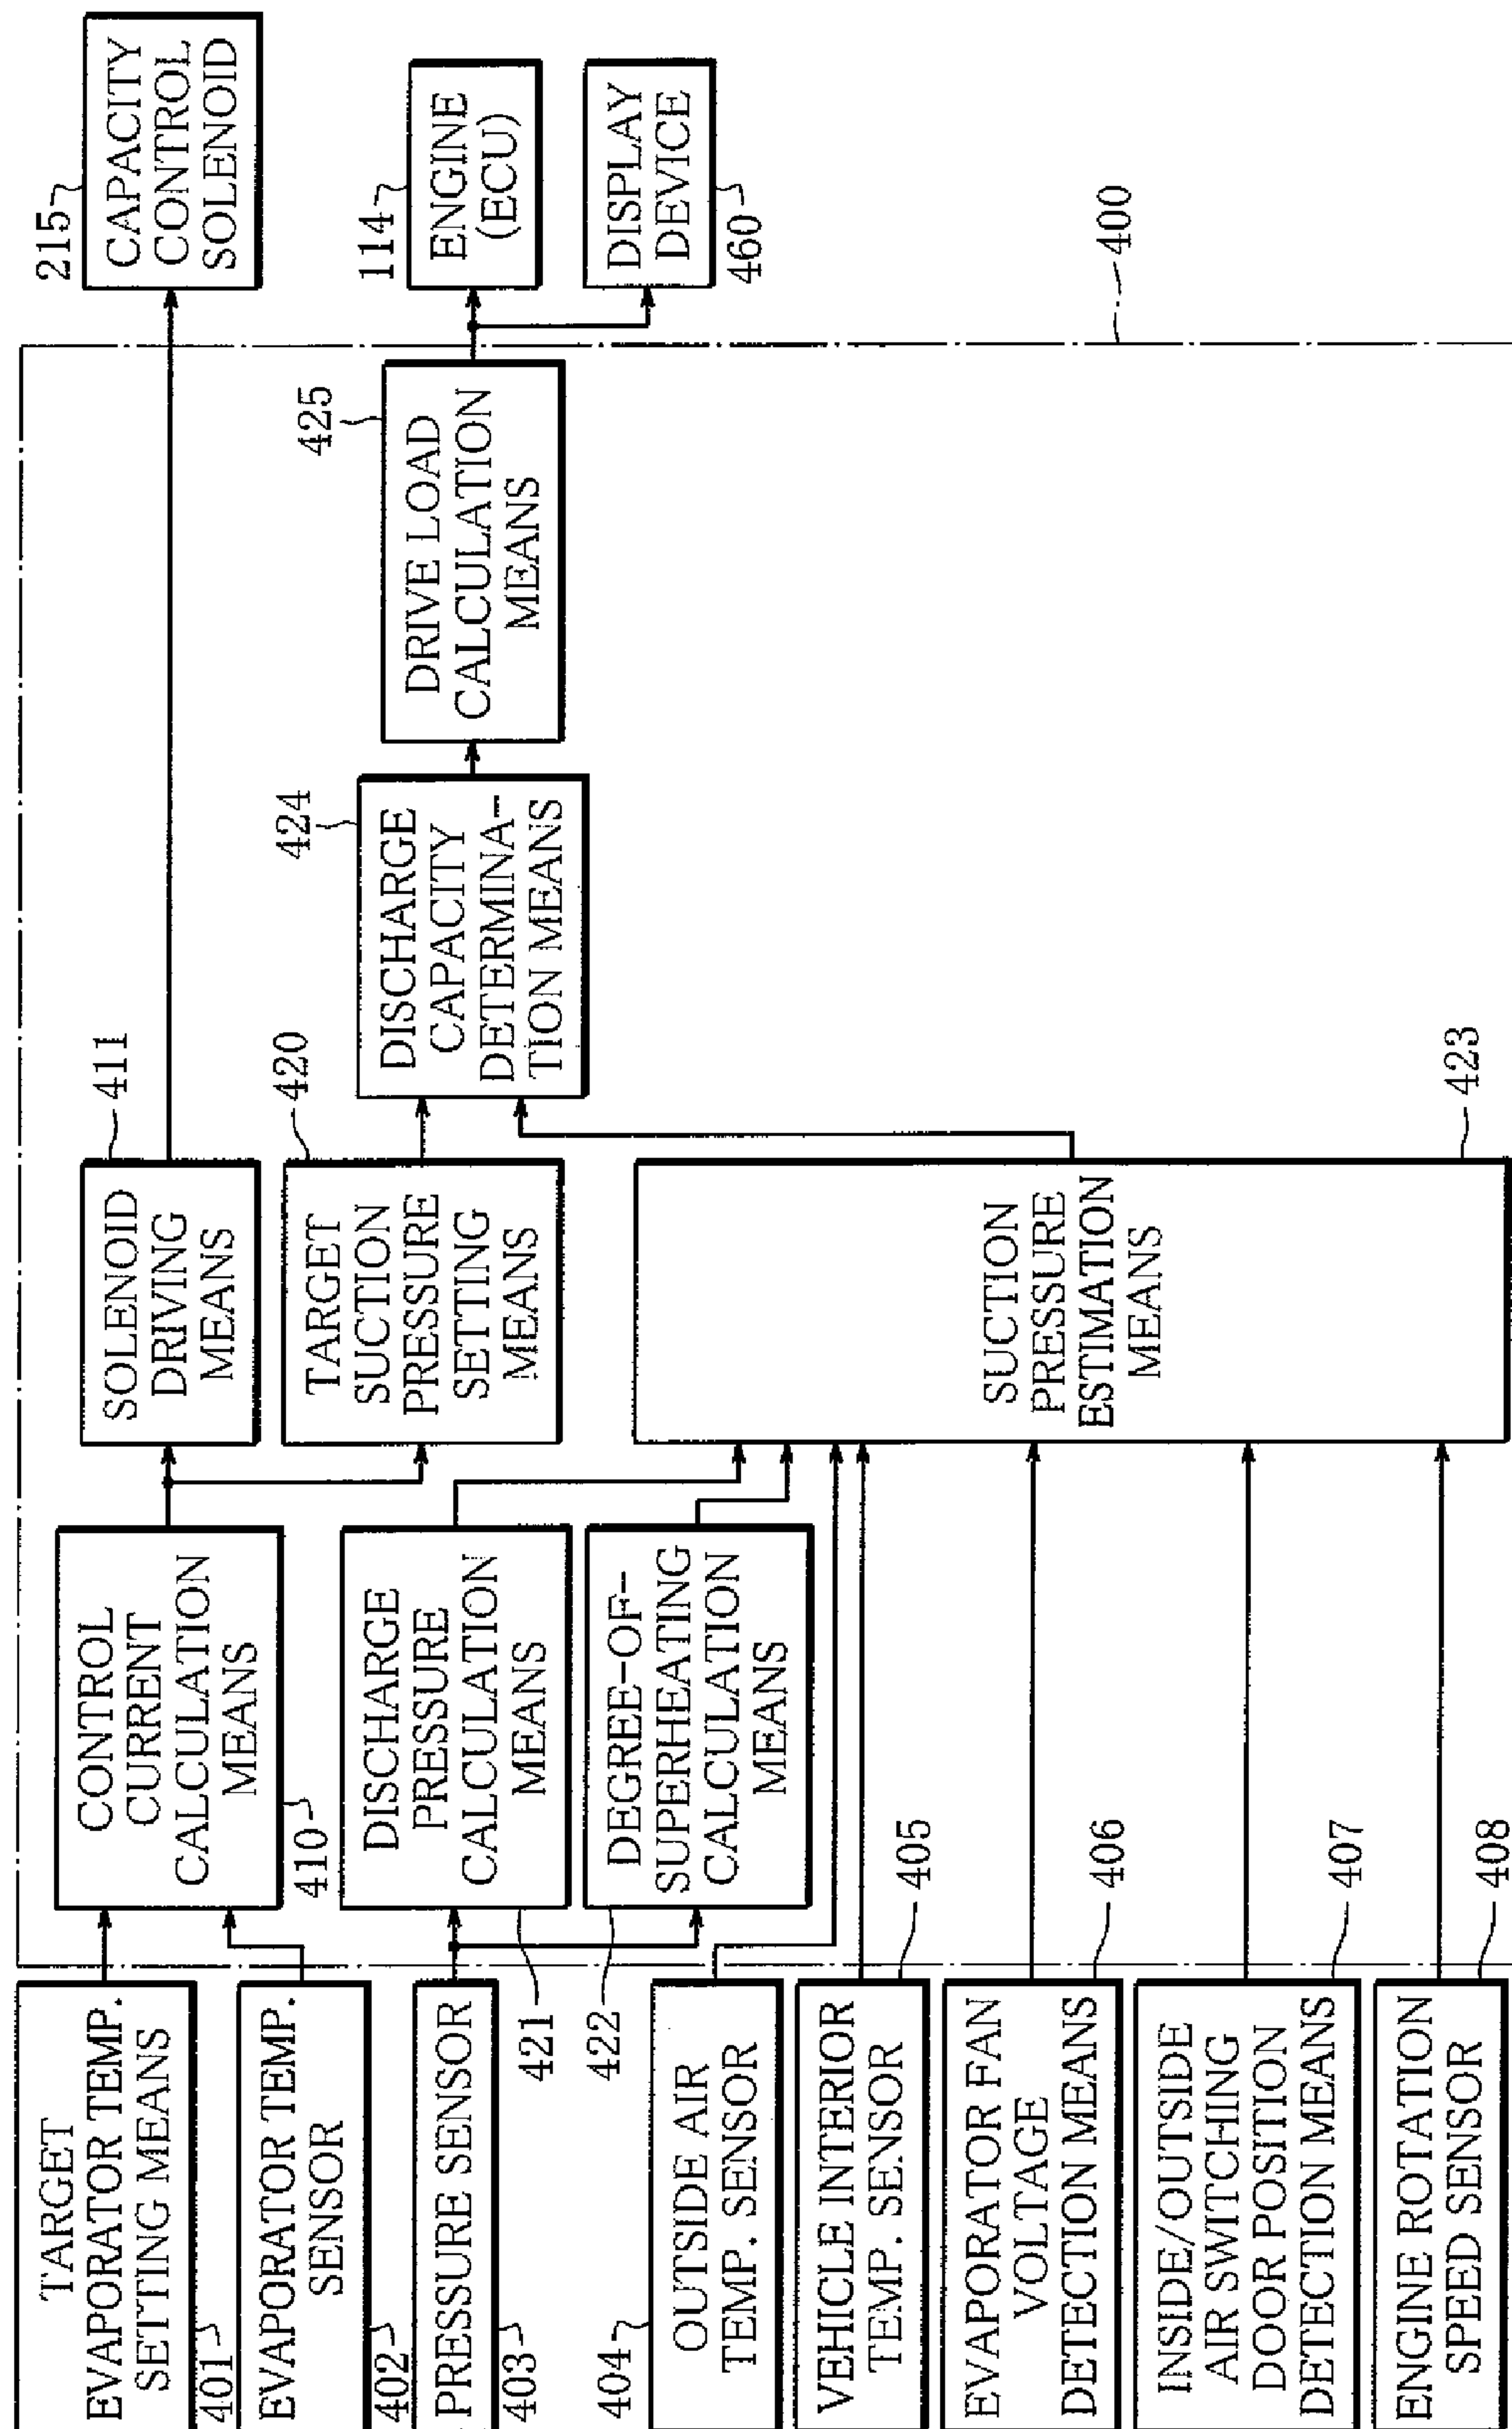 TARGET
EVAPORATOR TEMP.
SETTING MEANS
401
EVAPORATOR TEMP.
SENSOR
402
PRESSURE SENSOR
403
404
OUTSIDE AIR
TEMP. SENSOR
VEHICLE INTERIOR
TEMP. SENSOR
405
EVAPORATOR FAN
VOLTAGE
DETECTION MEANS
406
INSIDE/OUTSIDE
AIR SWITCHING
DOOR POSITION
DETECTION MEANS
407
ENGINE ROTATION
SPEED SENSOR
408
CONTROL
CURRENT
CALCULATION
MEANS
410
DISCHARGE
PRESSURE
CALCULATION
MEANS
421
DEGREE-OF-
SUPERHEATING
CALCULATION
MEANS
422
SOLENOID
DRIVING
MEANS
411
TARGET
SUCTION
PRESSURE
SETTING
MEANS
420
SUCTION
PRESSURE
ESTIMATION
MEANS
423
DISCHARGE
CAPACITY
DETERMINA-
TION MEANS
424
DRIVE LOAD
CALCULATION
MEANS
425
400
215
CAPACITY
CONTROL
SOLENOID
114
ENGINE
(ECU)
DISPLAY
DEVICE
460